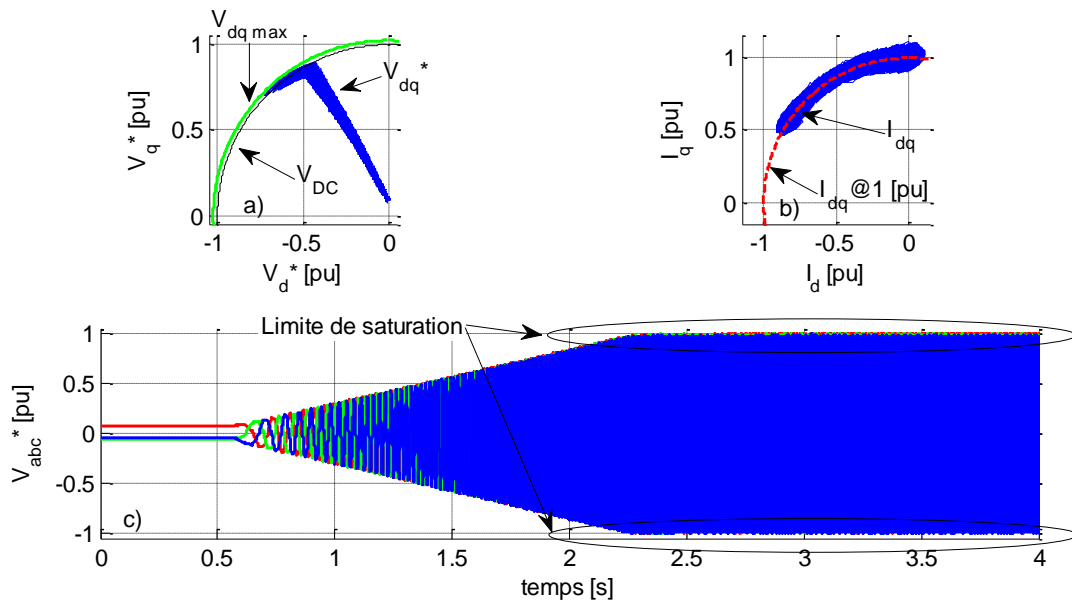 V dq max
1
0.5
0
V_q* [pu]
V_dq*
V_DC
a)
-1 -0.5 0
V_d* [pu]
1
0.5
0
I_q [pu]
I_dq
I_dq @1 [pu]
b)
-1 -0.5 0
I_d [pu]
Limite de saturation
1
0.5
0
-0.5
-1
V_abc* [pu]
c)
0 0.5 1 1.5 2 2.5 3 3.5 4
temps [s]